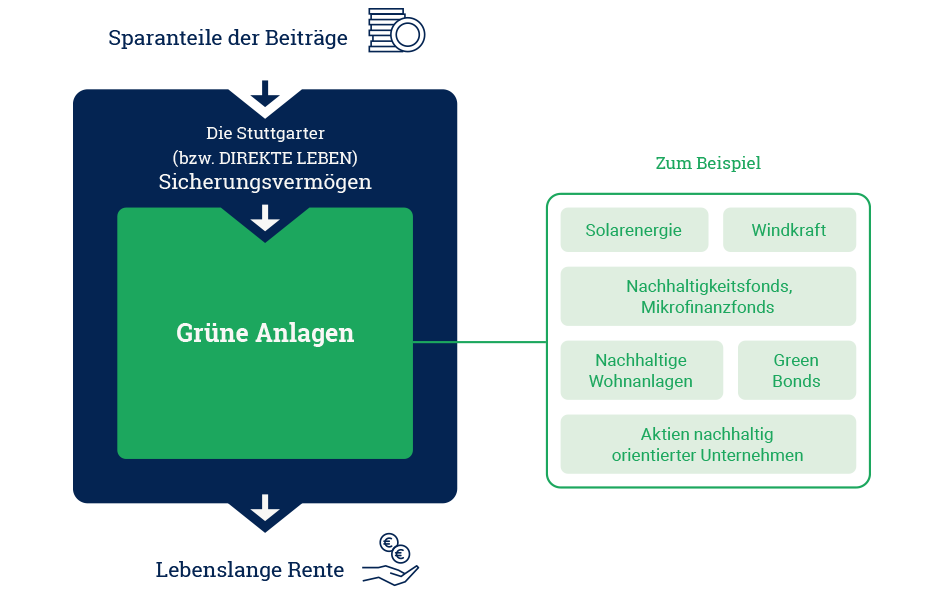 Sparanteile der Beiträge
Die Stuttgarter
(bzw. DIREKTE LEBEN)
Sicherungsvermögen
Grüne Anlagen
Zum Beispiel
Solarenergie
Windkraft
Nachhaltigkeitsfonds,
Mikrofinanzfonds
Nachhaltige
Wohnanlagen
Green
Bonds
Aktien nachhaltig
orientierter Unternehmen
Lebenslange Rente
€
€